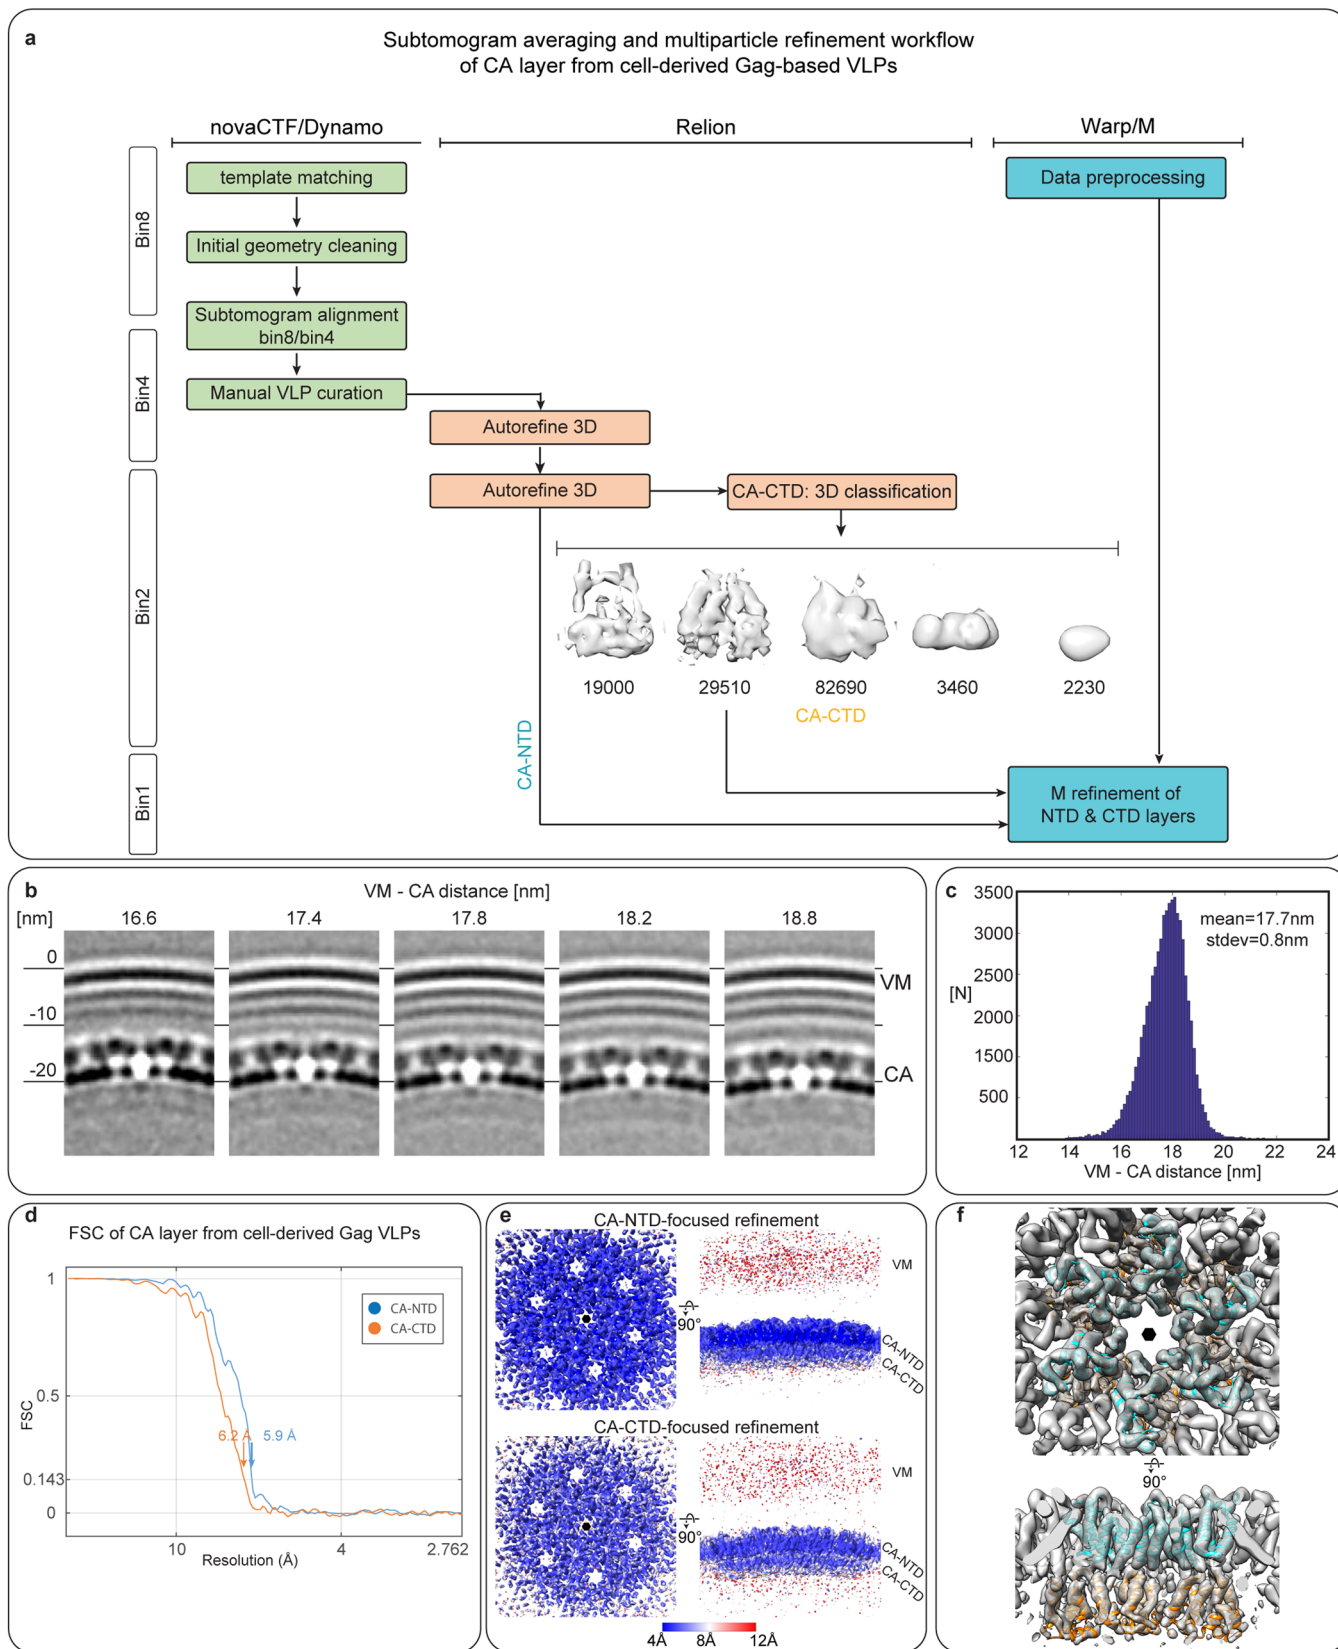 a
Subtomogram averaging and multiparticle refinement workflow
of CA layer from cell-derived Gag-based VLPs
novaCTF/Dynamo
Relion
Warp/M
Bin8
Bin4
Bin2
Bin1
template matching
Initial geometry cleaning
Subtomogram alignment
bin8/bin4
Manual VLP curation
Autorefine 3D
Autorefine 3D
CA-CTD: 3D classification
Data preprocessing
19000
29510
82690
3460
2230
CA-CTD
CA-NTD
M refinement of
NTD & CTD layers
b
VM - CA distance [nm]
[nm]
16.6
17.4
17.8
18.2
18.8
0
-10
-20
VM
CA
c
3500
3000
2500
2000
1500
500
[N]
mean=17.7nm
stdev=0.8nm
12
14
16
18
20
22
24
VM - CA distance [nm]
d
FSC of CA layer from cell-derived Gag VLPs
1
0.5
0.143
0
FSC
CA-NTD
CA-CTD
6.2 Å
5.9 Å
10
4
2.762
Resolution (Å)
e
CA-NTD-focused refinement
90°
VM
CA-NTD
CA-CTD
CA-CTD-focused refinement
90°
VM
CA-NTD
CA-CTD
4Å
8Å
12Å
f
90°